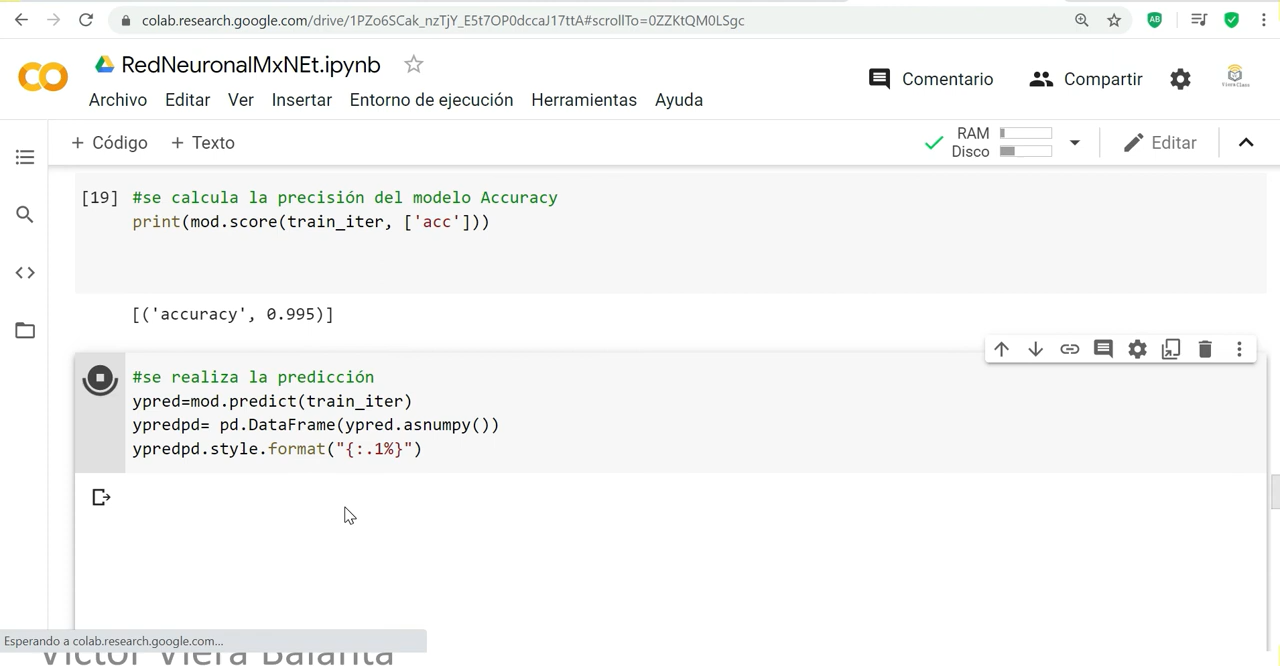 colab.research.google.com/drive/1PZo6SCak_nzTjY_E5t7OP0dccaJ17ttA#scrollTo=0ZZKtQM0LSgc
RedNeuronalMxNEt.ipynb
Comentario
Compartir
Archivo Editar Ver Insertar Entorno de ejecución Herramientas Ayuda
+ Código + Texto
RAM
Disco
Editar
[19] #se calcula la precisión del modelo Accuracy
print(mod.score(train_iter, ['acc']))
[('accuracy', 0.995)]
#se realiza la predicción
ypred=mod.predict(train_iter)
ypredpd= pd.DataFrame(ypred.asnumpy())
ypredpd.style.format("{:.1%}")
Esperando a colab.research.google.com...
Victor Viera Balanta